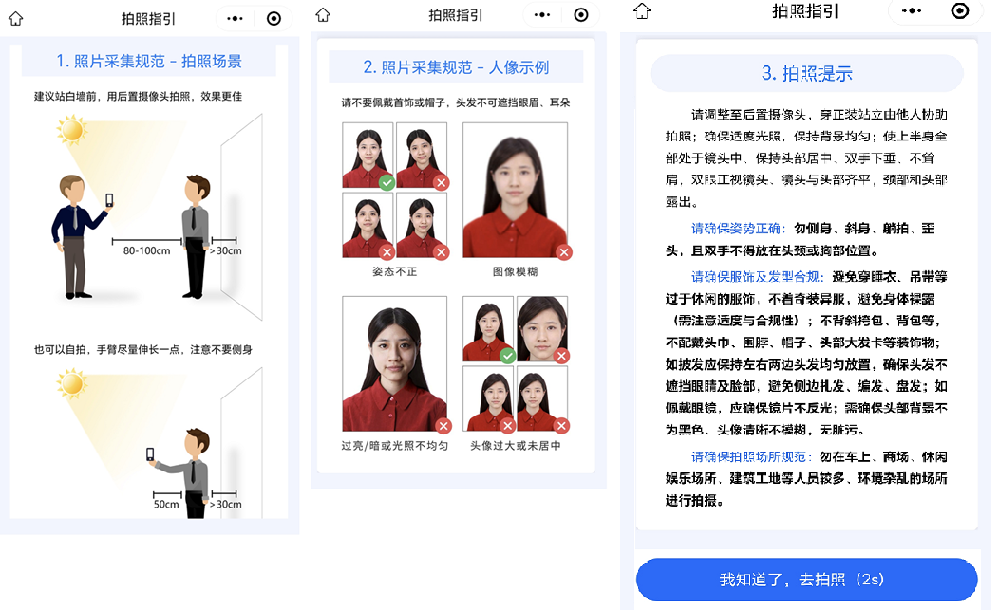 拍照指引
1. 照片采集规范 - 拍照场景
建议站白墙前，用后置摄像头拍照，效果更佳
80-100cm
>30cm
也可以自拍，手臂尽量伸长一点，注意不要侧身
50cm
>30cm
拍照指引
2. 照片采集规范 - 人像示例
请不要佩戴首饰或帽子，头发不可遮挡眼眉、耳朵
姿态不正
图像模糊
过亮/暗或光照不均匀
头像过大或未居中
拍照指引
3. 拍照提示
请调整至后置摄像头，穿正装站立由他人协助
拍照；确保适度光照，保持背景均匀；使上半身全
部处于镜头中、保持头部居中、双手下垂、不耸
肩，双眼正视镜头、镜头与头部齐平，颈部和头部
露出。
请确保姿势正确：勿侧身、斜身、躺拍、歪
头，且双手不得放在头颈或胸部位置。
请确保服饰及发型合规：避免穿睡衣、吊带等
过于休闲的服饰，不着奇装异服，避免身体裸露
（需注意适度与合规性）；不背斜挎包、背包等，
不配戴头巾、围脖、帽子、头部大发卡等装饰物；
如披发应保持左右两边头发均匀放置，确保头发不
遮挡眼睛及脸部，避免侧边扎发、编发、盘发；如
佩戴眼镜，应确保镜片不反光；需确保头部背景不
为黑色、头像清晰不模糊，无脏污。
请确保拍照场所规范：勿在车上、商场、休闲
娱乐场所、建筑工地等人员较多、环境杂乱的场所
进行拍摄。
我知道了，去拍照（2s）